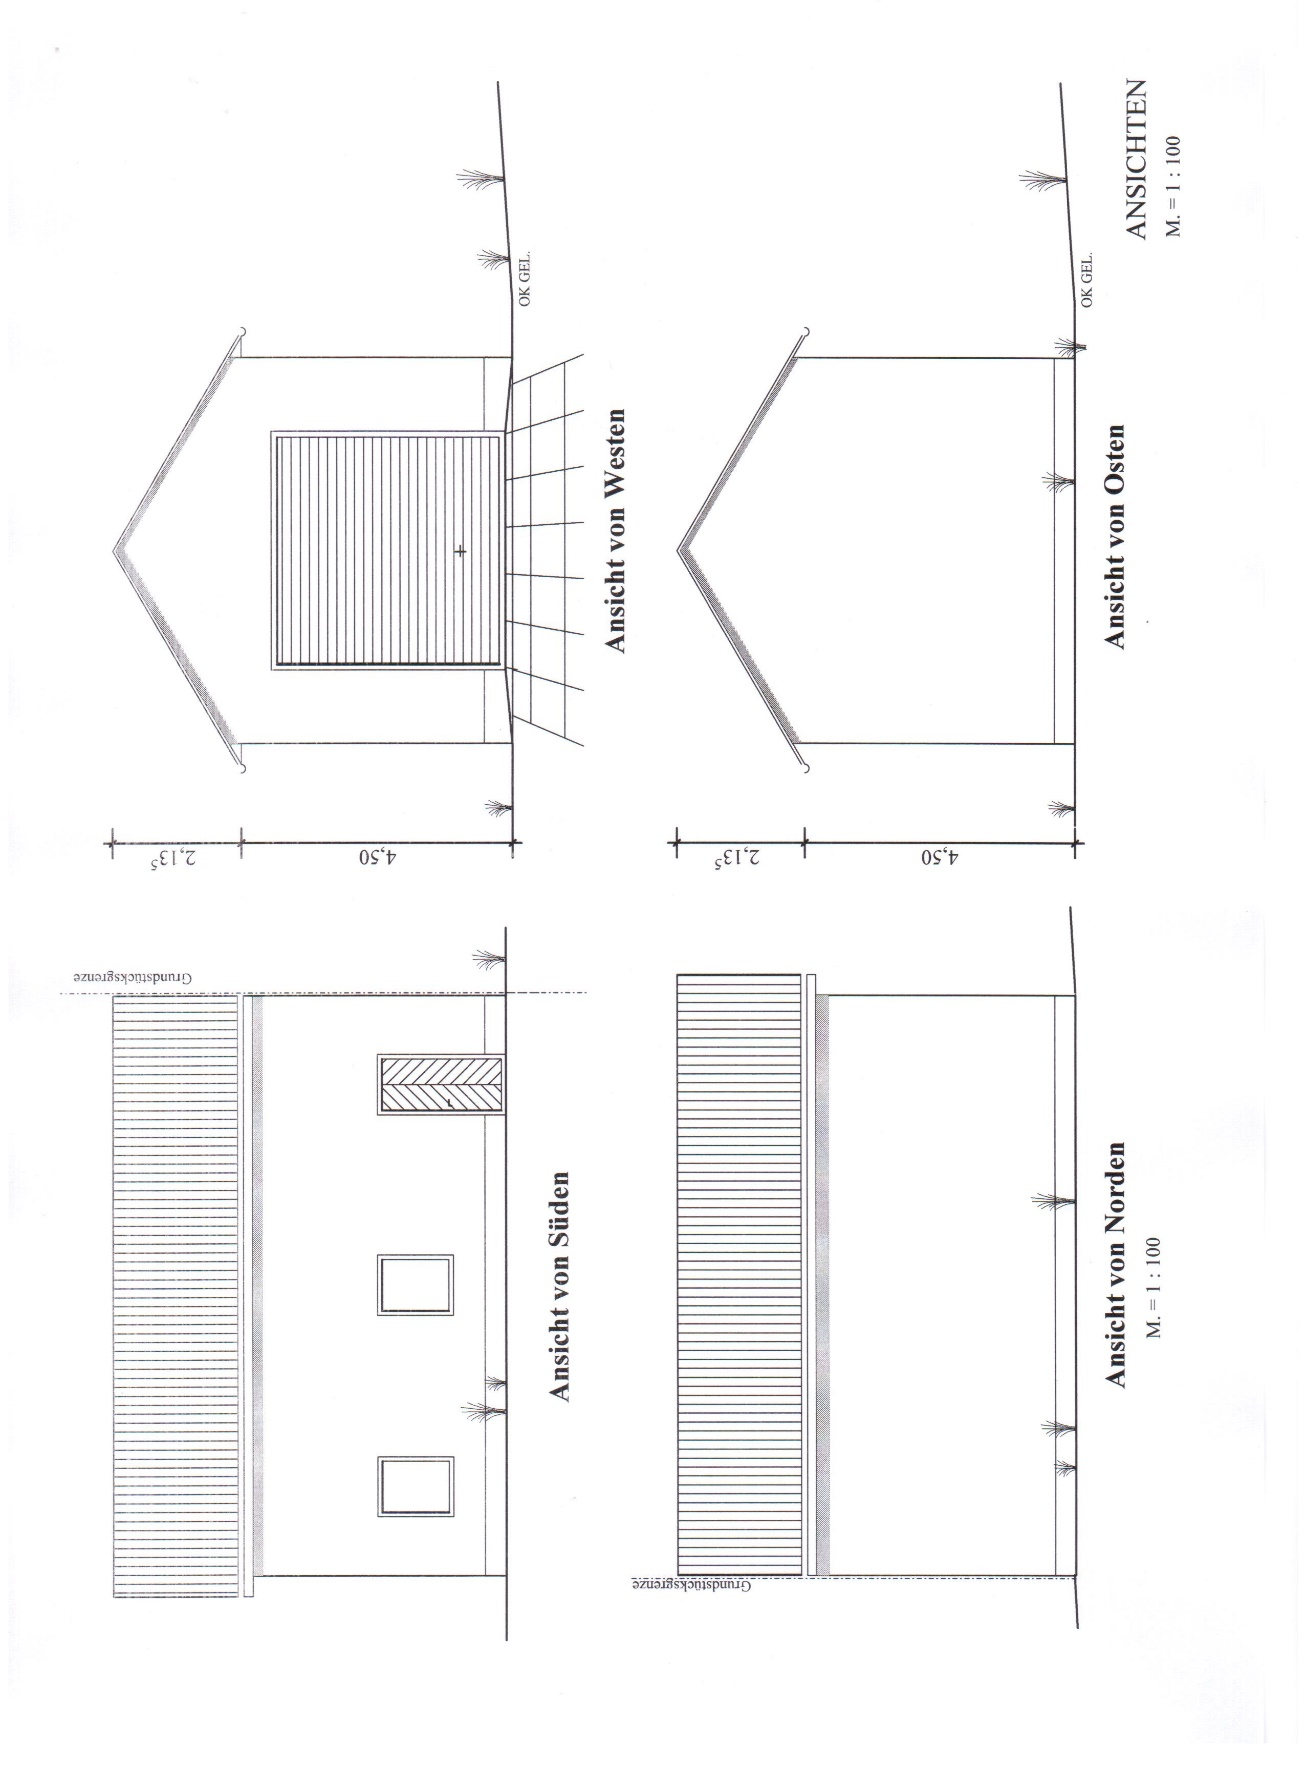 Grundstücksgrenze
2,13⁵
4,50
Ansicht von Süden
OK GEL.
Ansicht von Westen
Grundstücksgrenze
2,13⁵
4,50
Ansicht von Norden
M. = 1 : 100
OK GEL.
Ansicht von Osten
ANSICHTEN
M. = 1 : 100